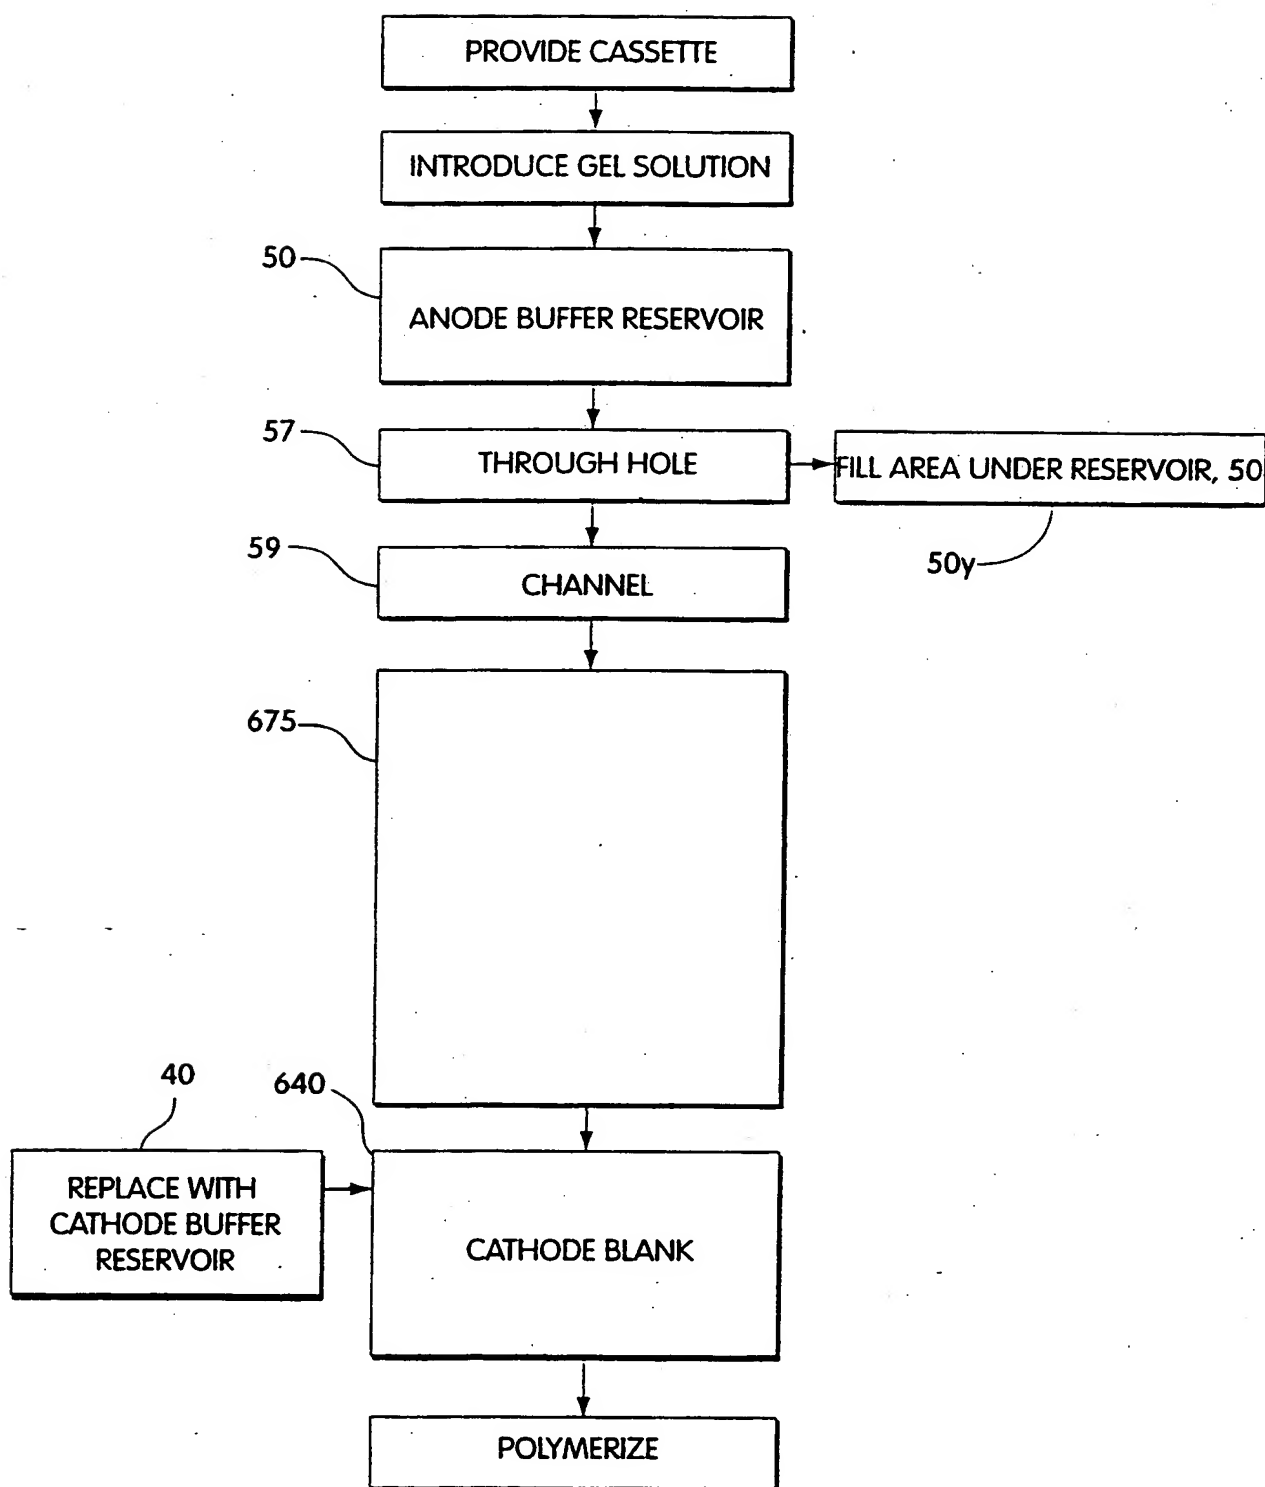 PROVIDE CASSETTE
INTRODUCE GEL SOLUTION
50
ANODE BUFFER RESERVOIR
57
THROUGH HOLE
FILL AREA UNDER RESERVOIR, 50
59
CHANNEL
50y
675
40
640
REPLACE WITH
CATHODE BUFFER
RESERVOIR
CATHODE BLANK
POLYMERIZE